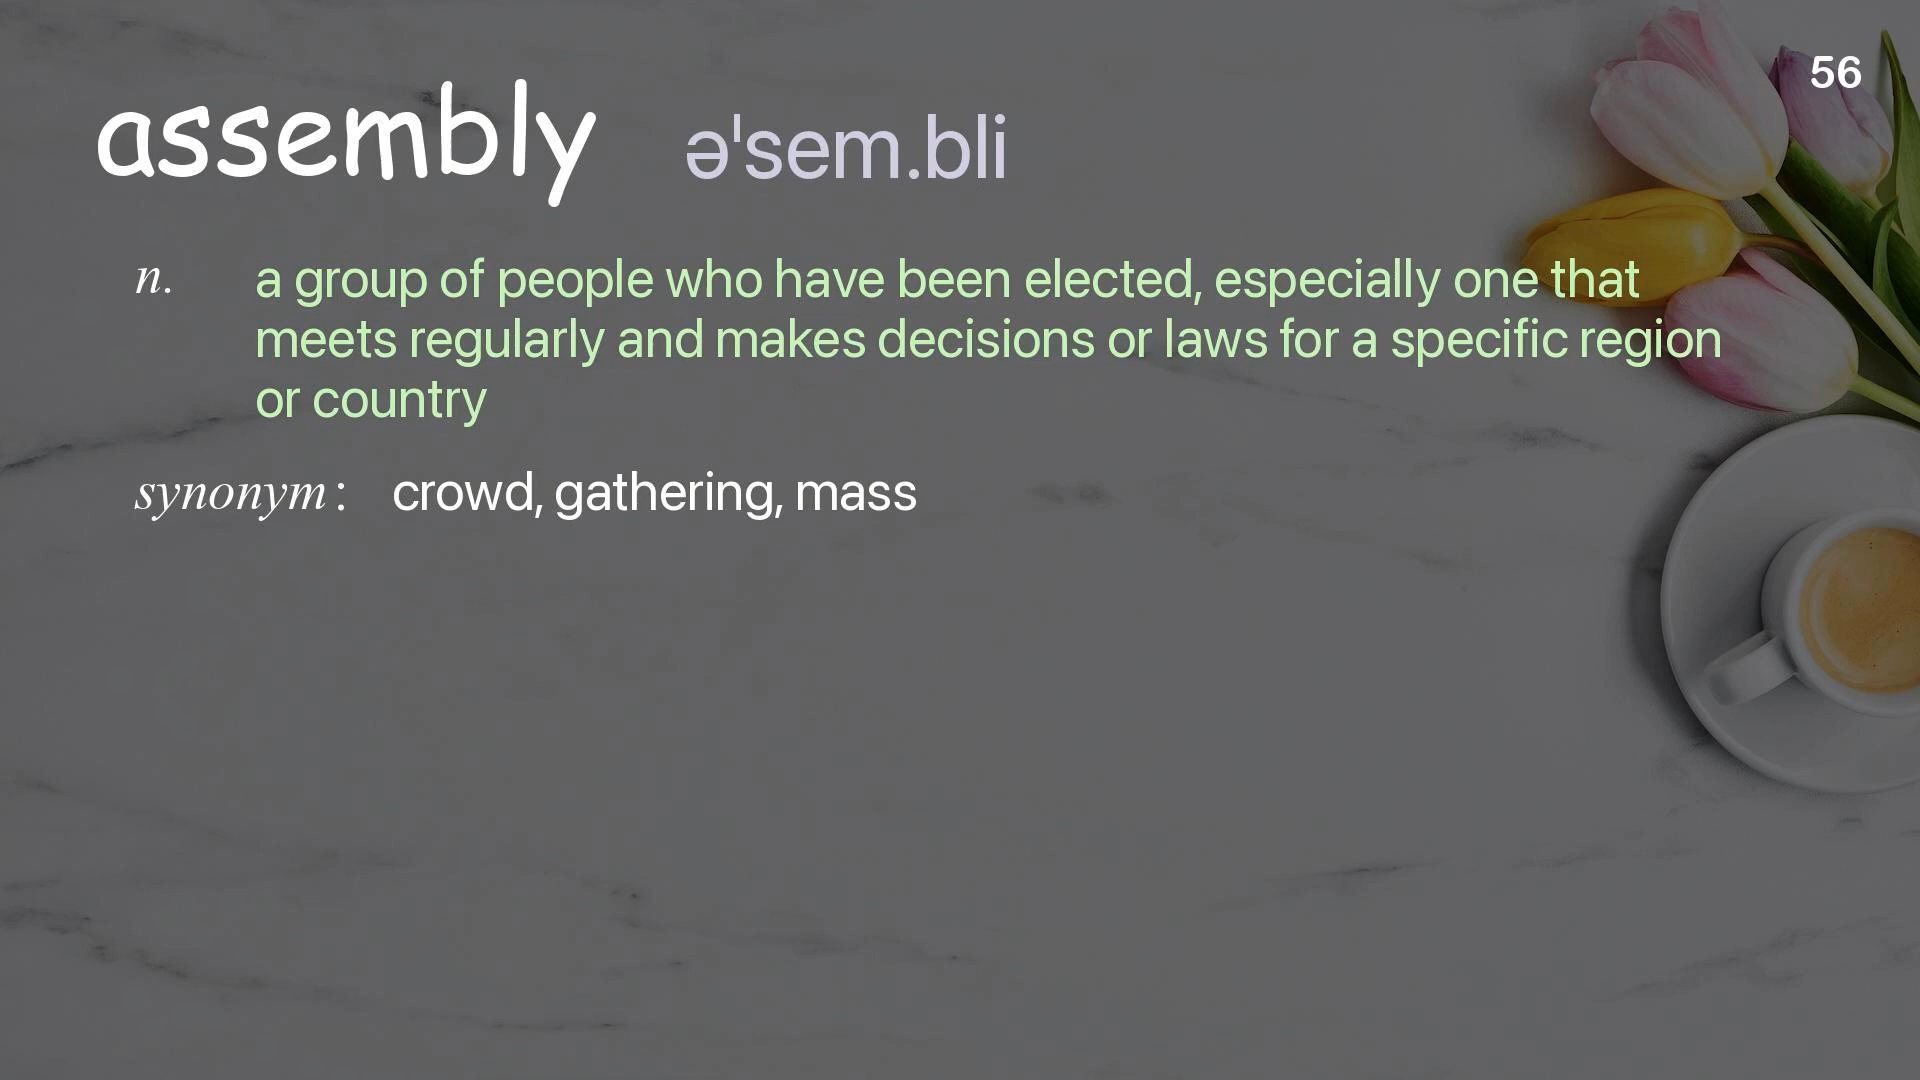 56
assembly əˈsem.bli
n. a group of people who have been elected, especially one that
meets regularly and makes decisions or laws for a specific region
or country
synonym: crowd, gathering, mass